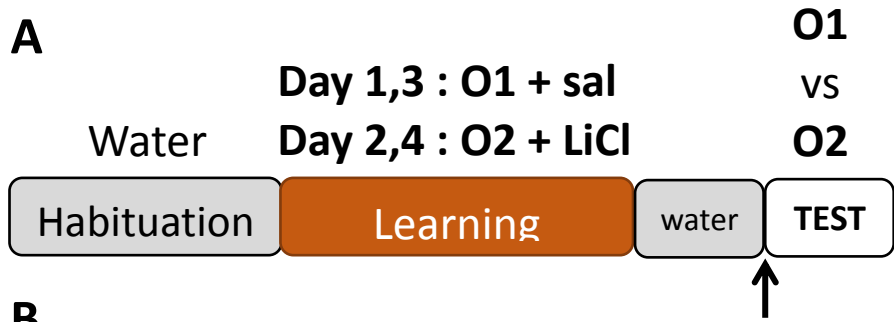 A
O1
vs
O2
Day 1,3 : O1 + sal
Day 2,4 : O2 + LiCl
Water
Habituation
Learning
water
TEST
B